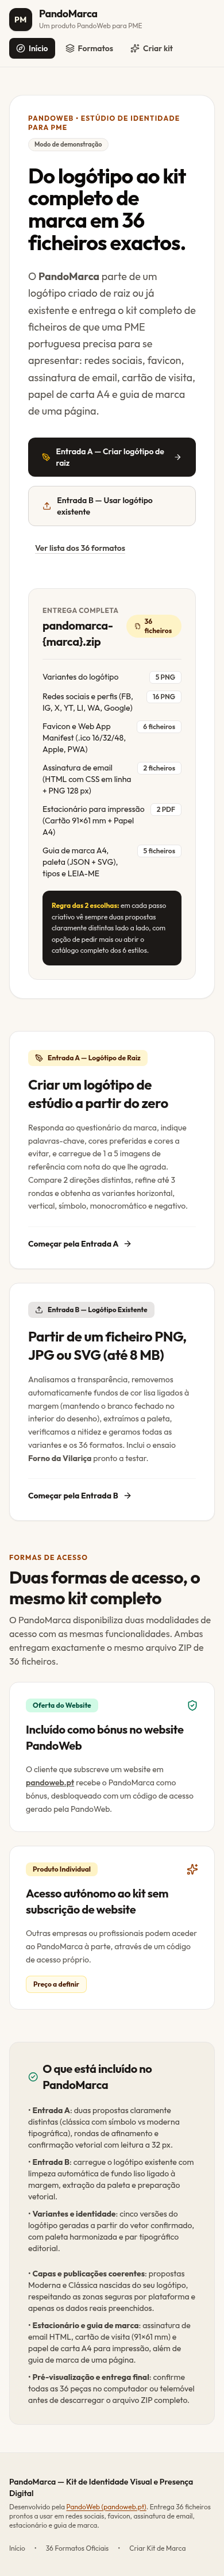 PM
PandoMarca
Um produto PandoWeb para PME
Início
Formatos
Criar kit
PANDOWEB • ESTÚDIO DE IDENTIDADE
PARA PME
Modo de demonstração
Do logótipo ao kit
completo de
marca em 36
ficheiros exactos.
O PandoMarca parte de um
logótipo criado de raiz ou já
existente e entrega o kit completo de
ficheiros de que uma PME
portuguesa precisa para se
apresentar: redes sociais, favicon,
assinatura de email, cartão de visita,
papel de carta A4 e guia de marca
de uma página.
Entrada A — Criar logótipo de
raiz
Entrada B — Usar logótipo
existente
Ver lista dos 36 formatos
ENTREGA COMPLETA
pandomarca-
{marca}.zip
36
ficheiros
Variantes do logótipo
5 PNG
Redes sociais e perfis (FB,
IG, X, YT, LI, WA, Google)
16 PNG
Favicon e Web App
Manifest (.ico 16/32/48,
Apple, PWA)
6 ficheiros
Assinatura de email
(HTML com CSS em linha
+ PNG 128 px)
2 ficheiros
Estacionário para impressão
(Cartão 91×61 mm + Papel
A4)
2 PDF
Guia de marca A4,
paleta (JSON + SVG),
tipos e LEIA-ME
5 ficheiros
Regra das 2 escolhas: em cada passo
criativo vê sempre duas propostas
claramente distintas lado a lado, com
opção de pedir mais ou abrir o
catálogo completo dos 6 estilos.
Entrada A — Logótipo de Raiz
Criar um logótipo de
estúdio a partir do zero
Responda ao questionário da marca, indique
palavras-chave, cores preferidas e cores a
evitar, e carregue de 1 a 5 imagens de
referência com nota do que lhe agrada.
Compare 2 direções distintas, refine até 3
rondas e obtenha as variantes horizontal,
vertical, símbolo, monocromático e negativo.
Começar pela Entrada A
Entrada B — Logótipo Existente
Partir de um ficheiro PNG,
JPG ou SVG (até 8 MB)
Analisamos a transparência, removemos
automaticamente fundos de cor lisa ligados à
margem (mantendo o branco fechado no
interior do desenho), extraímos a paleta,
verificamos a nitidez e geramos todas as
variantes e os 36 formatos. Inclui o ensaio
Forno da Vilariça pronto a testar.
Começar pela Entrada B
FORMAS DE ACESSO
Duas formas de acesso, o
mesmo kit completo
O PandoMarca disponibiliza duas modalidades de
acesso com as mesmas funcionalidades. Ambas
entregam exactamente o mesmo arquivo ZIP de
36 ficheiros.
Oferta do Website
Incluído como bónus no website
PandoWeb
O cliente que subscreve um website em
pandoweb.pt recebe o PandoMarca como
bónus, desbloqueado com um código de acesso
gerado pela PandoWeb.
Produto Individual
Acesso autónomo ao kit sem
subscrição de website
Outras empresas ou profissionais podem aceder
ao PandoMarca à parte, através de um código
de acesso próprio.
Preço a definir
O que está incluído no
PandoMarca
• Entrada A: duas propostas claramente
distintas (clássica com símbolo vs moderna
tipográfica), rondas de afinamento e
confirmação vetorial com leitura a 32 px.
• Entrada B: carregue o logótipo existente com
limpeza automática de fundo liso ligado à
margem, extração da paleta e preparação
vetorial.
• Variantes e identidade: cinco versões do
logótipo geradas a partir do vetor confirmado,
com paleta harmonizada e par tipográfico
editorial.
• Capas e publicações coerentes: propostas
Moderna e Clássica nascidas do seu logótipo,
respeitando as zonas seguras por plataforma e
apenas os dados reais preenchidos.
• Estacionário e guia de marca: assinatura de
email HTML, cartão de visita (91×61 mm) e
papel de carta A4 para impressão, além de
guia de marca de uma página.
• Pré-visualização e entrega final: confirme
todas as 36 peças no computador ou telemóvel
antes de descarregar o arquivo ZIP completo.
PandoMarca — Kit de Identidade Visual e Presença
Digital
Desenvolvido pela PandoWeb (pandoweb.pt). Entrega 36 ficheiros
prontos a usar em redes sociais, favicon, assinatura de email,
estacionário e guia de marca.
Início • 36 Formatos Oficiais • Criar Kit de Marca